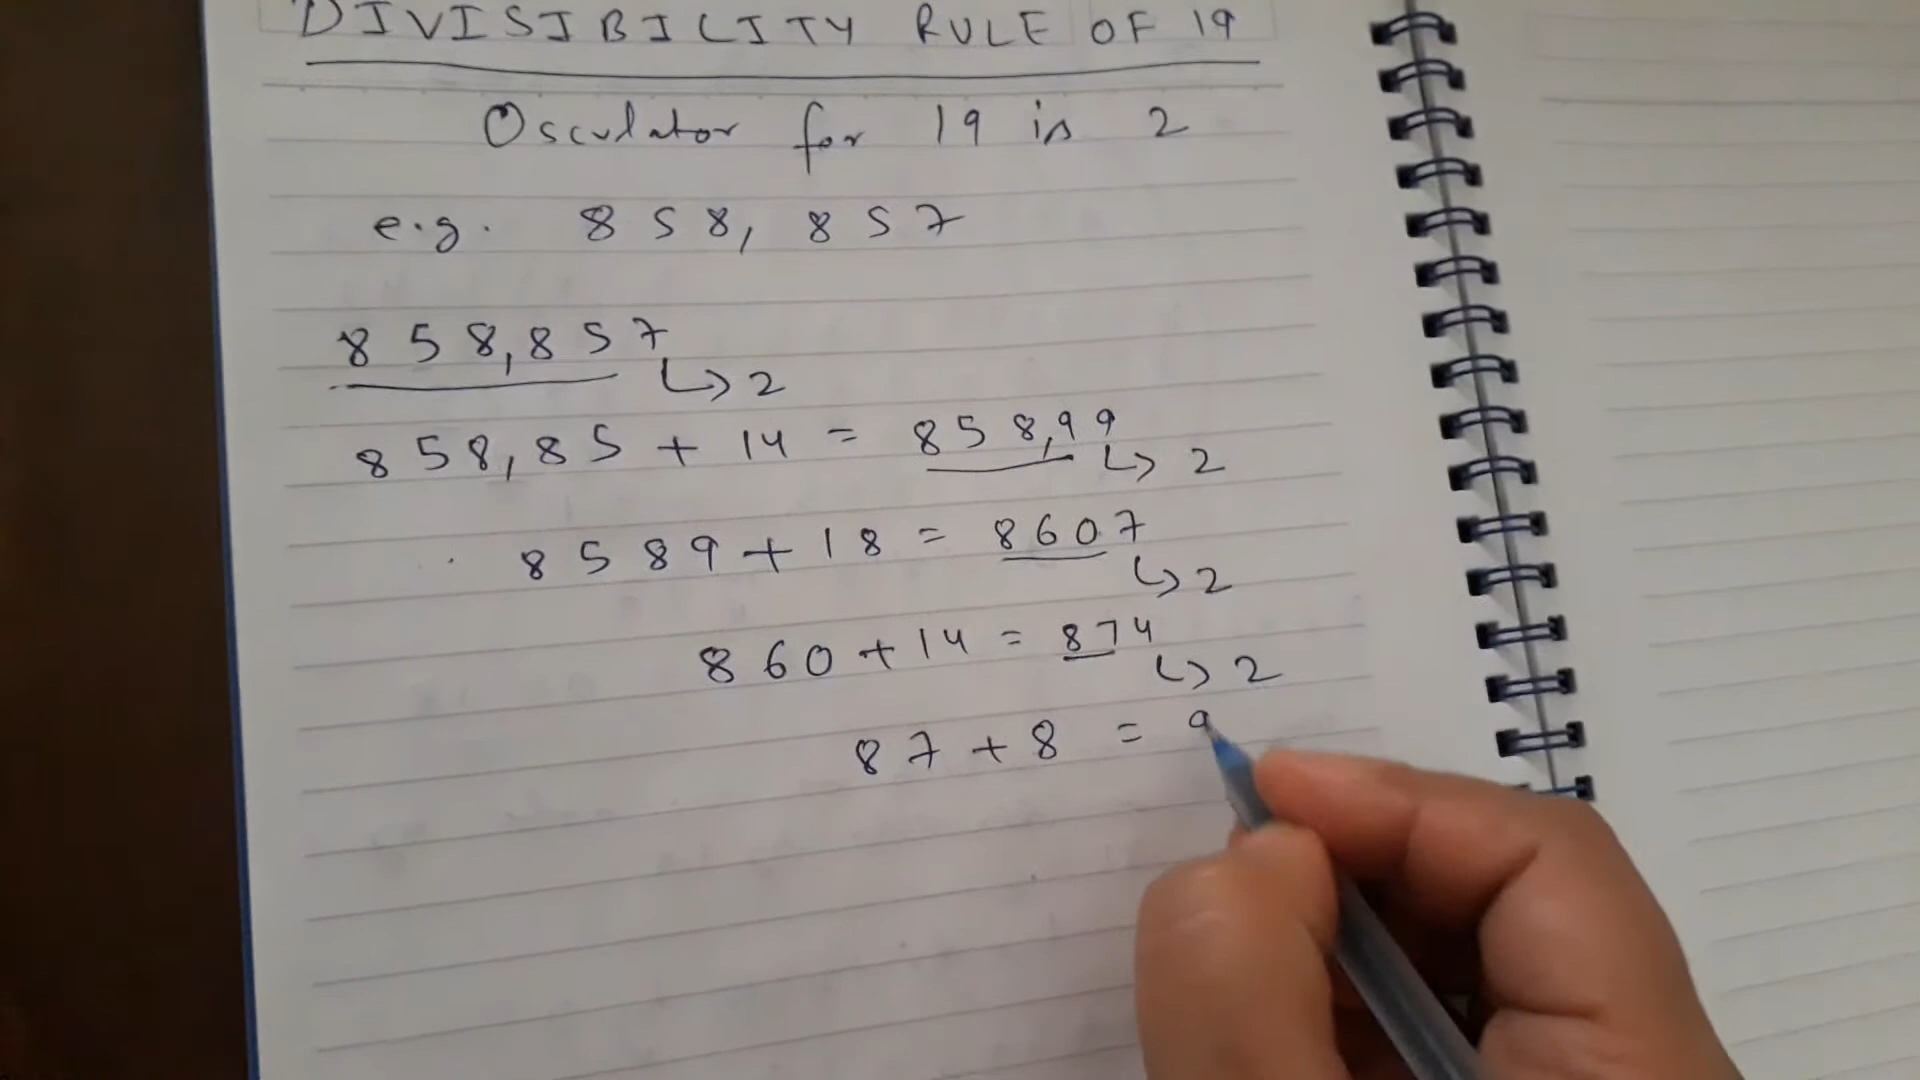 DIVISIBILITY RULE OF 19
Osculator for 19 is 2
e.g. 858, 857
858,857
↳ 2
858,85 + 14 = 858,99
↳ 2
8589 + 18 = 8607
↳ 2
860 + 14 = 874
↳ 2
87 + 8 = 9